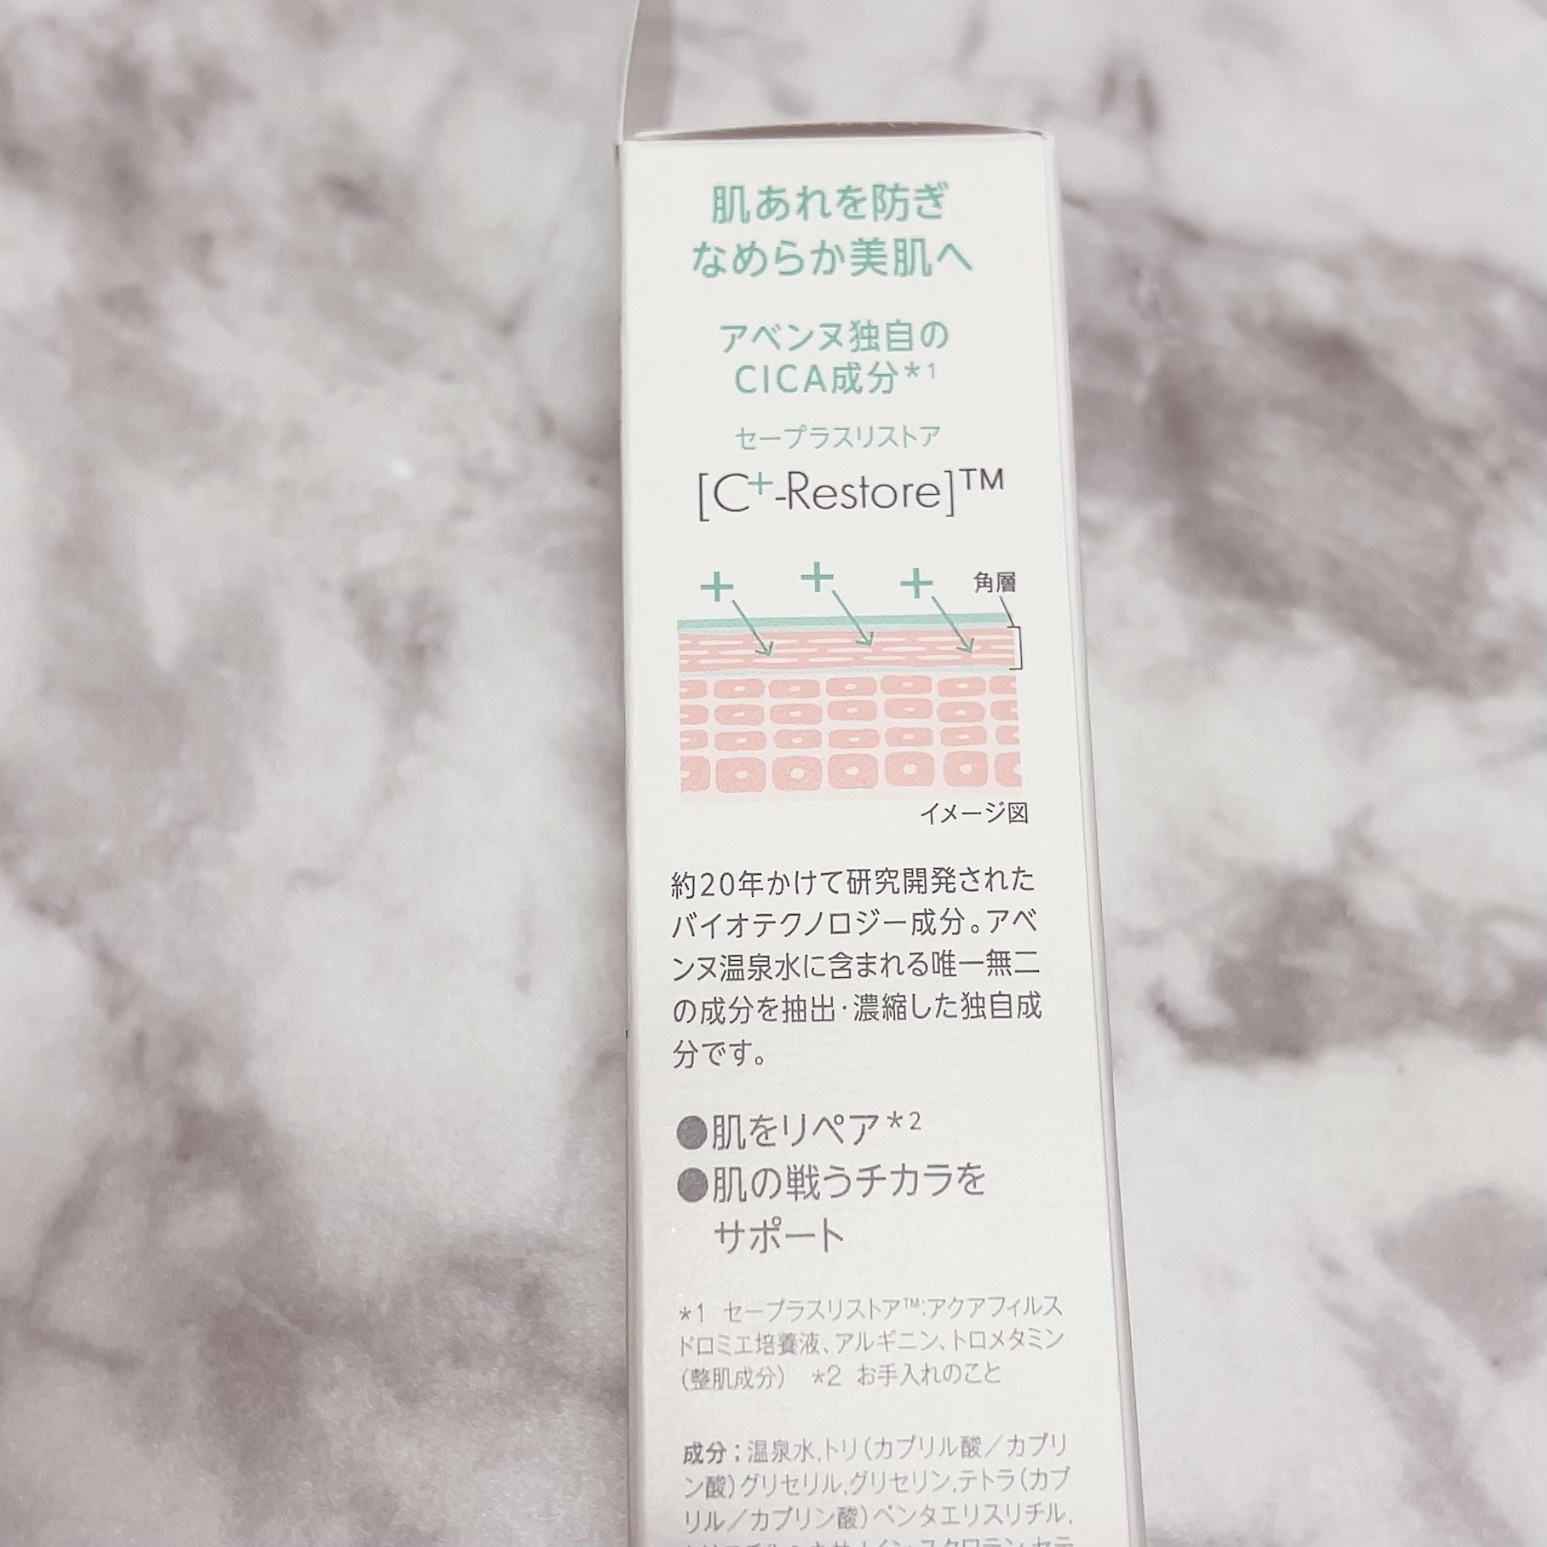 肌あれを防ぎ
なめらか美肌へ
アベンヌ独自の
CICA成分*1
セープラスリストア
[C+-Restore]™
+ + +
角層
イメージ図
約20年かけて研究開発された
バイオテクノロジー成分。アベ
ンヌ温泉水に含まれる唯一無二
の成分を抽出・濃縮した独自成
分です。
●肌をリペア*2
●肌の戦うチカラを
サポート
*1 セープラスリストア™:アクアフィルス
ドロミエ培養液、アルギニン、トロメタミン
(整肌成分) *2 お手入れのこと
成分;温泉水,トリ(カプリル酸/カプリ
ン酸)グリセリル,グリセリン,テトラ(カプ
リル/カプリン酸)ペンタエリスリチル,